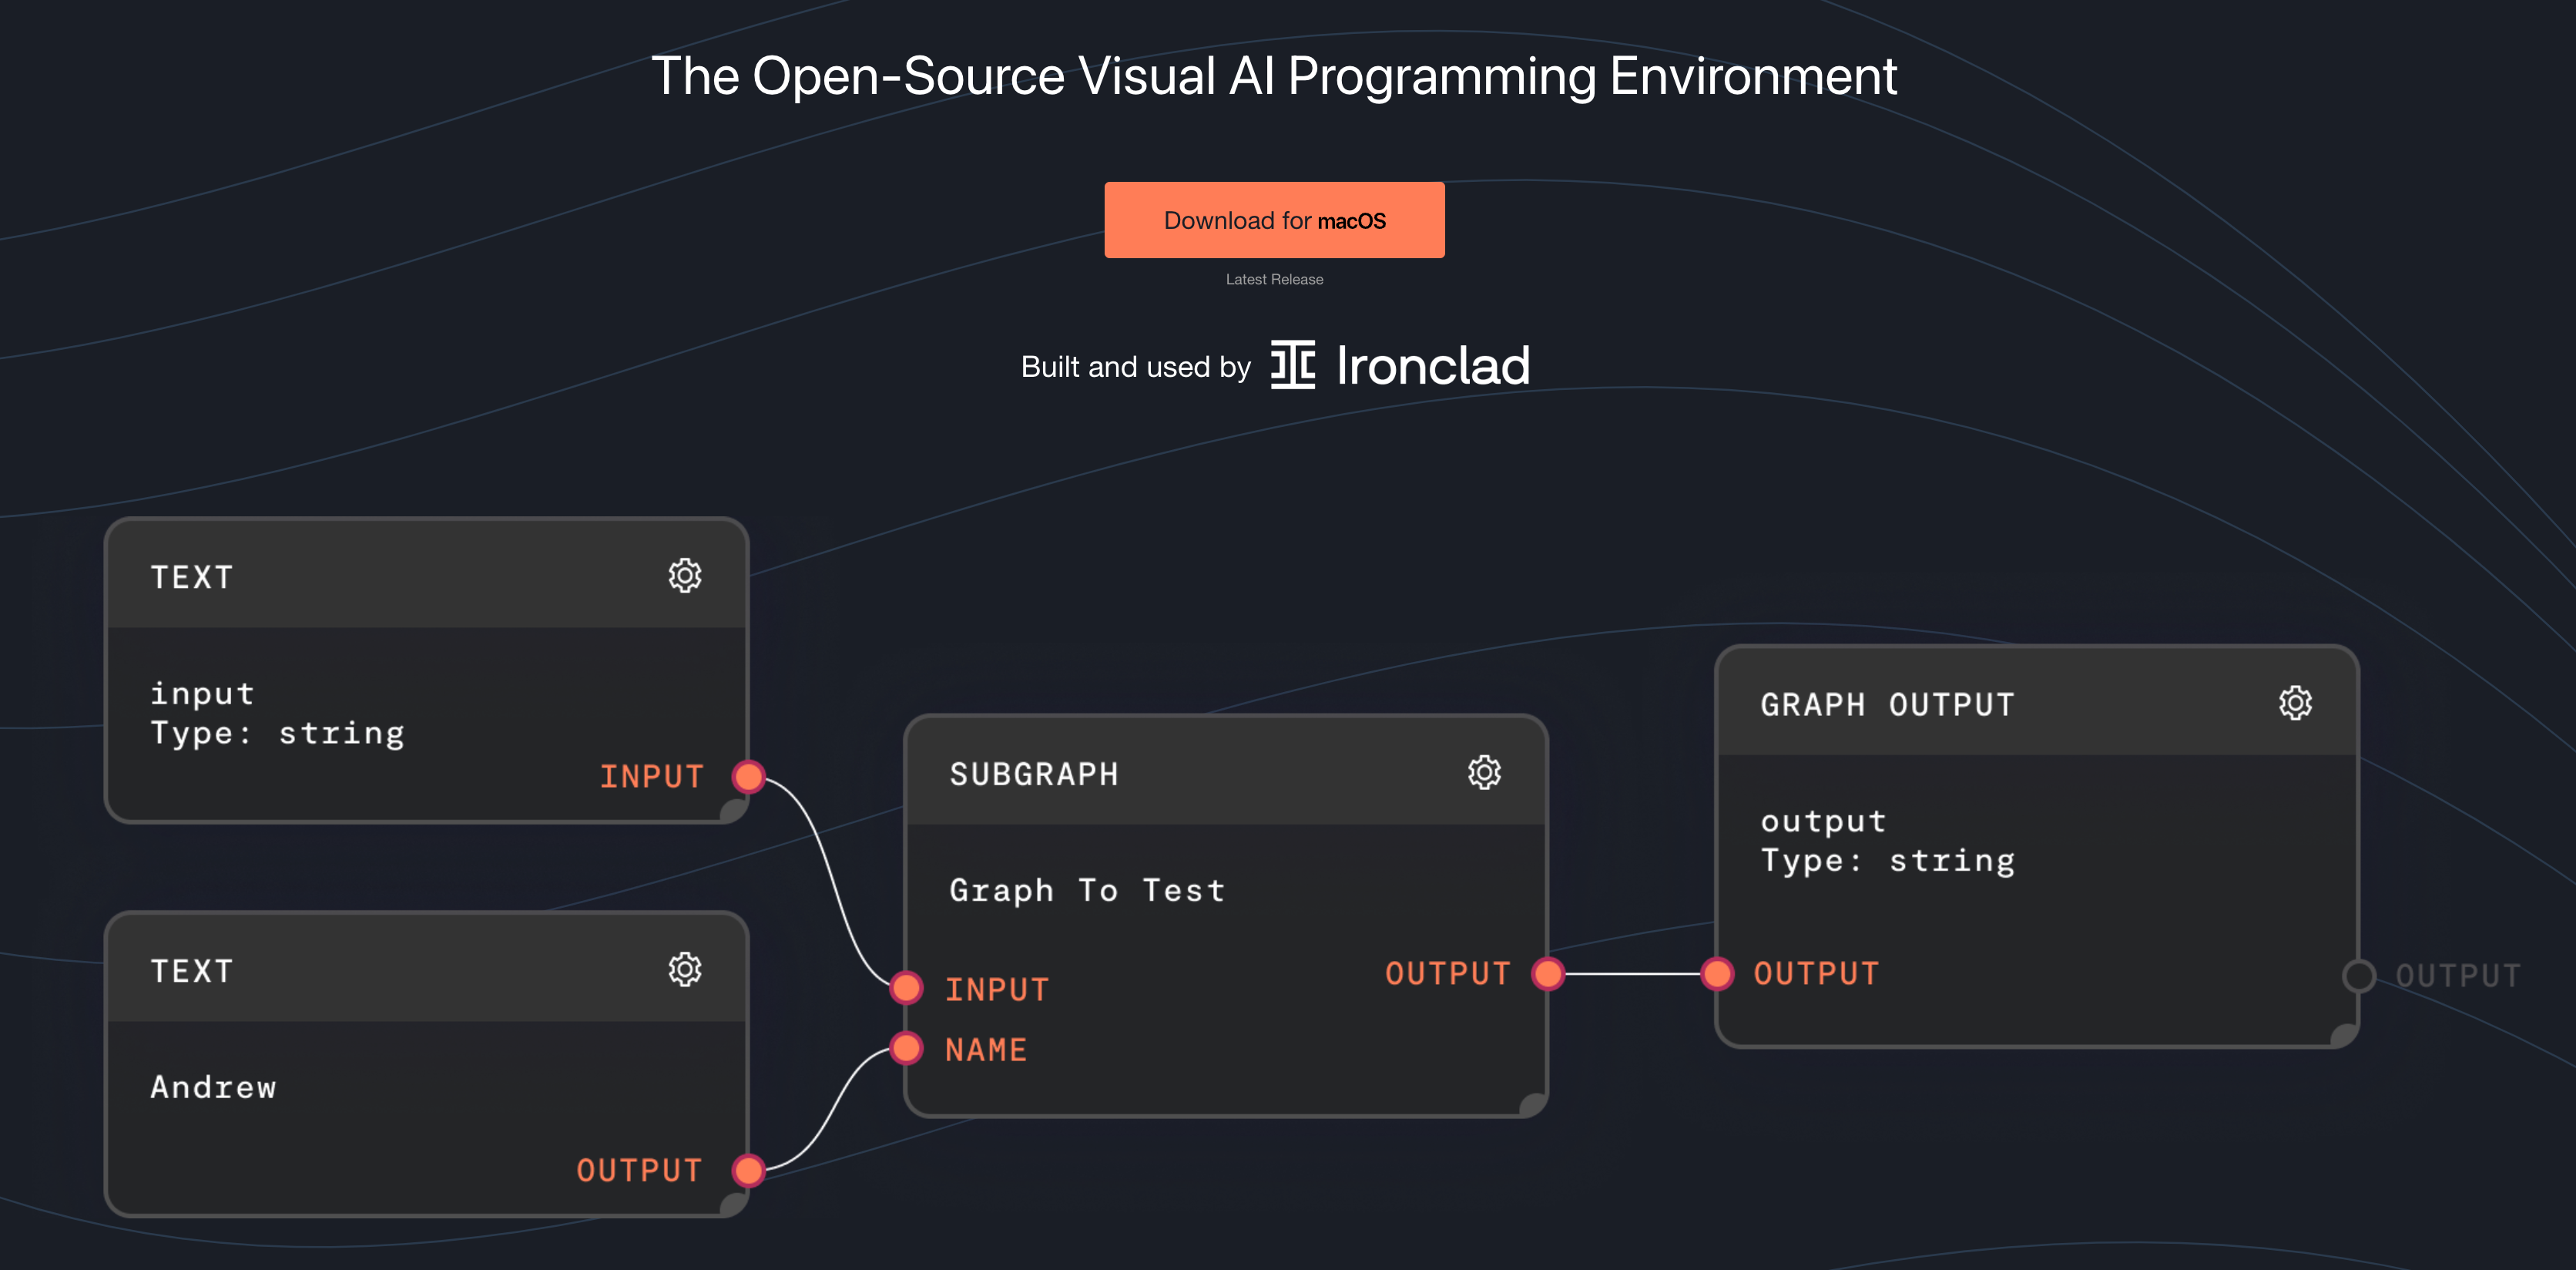 The Open-Source Visual AI Programming Environment
Download for macOS
Latest Release
Built and used by Ironclad
TEXT
input
Type: string
INPUT
TEXT
Andrew
OUTPUT
SUBGRAPH
Graph To Test
INPUT
NAME
OUTPUT
GRAPH OUTPUT
output
Type: string
OUTPUT
OUTPUT